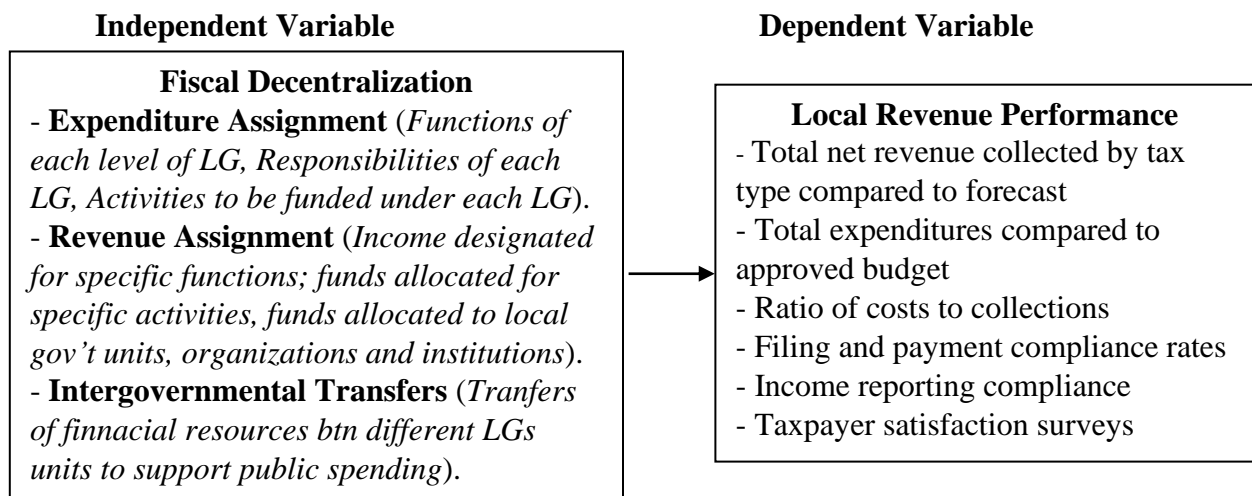 Independent Variable
Dependent Variable
Fiscal Decentralization
- Expenditure Assignment (Functions of
each level of LG, Responsibilities of each
LG, Activities to be funded under each LG).
- Revenue Assignment (Income designated
for specific functions; funds allocated for
specific activities, funds allocated to local
gov’t units, organizations and institutions).
- Intergovernmental Transfers (Tranfers
of finnacial resources btn different LGs
units to support public spending).
Local Revenue Performance
- Total net revenue collected by tax
type compared to forecast
- Total expenditures compared to
approved budget
- Ratio of costs to collections
- Filing and payment compliance rates
- Income reporting compliance
- Taxpayer satisfaction surveys